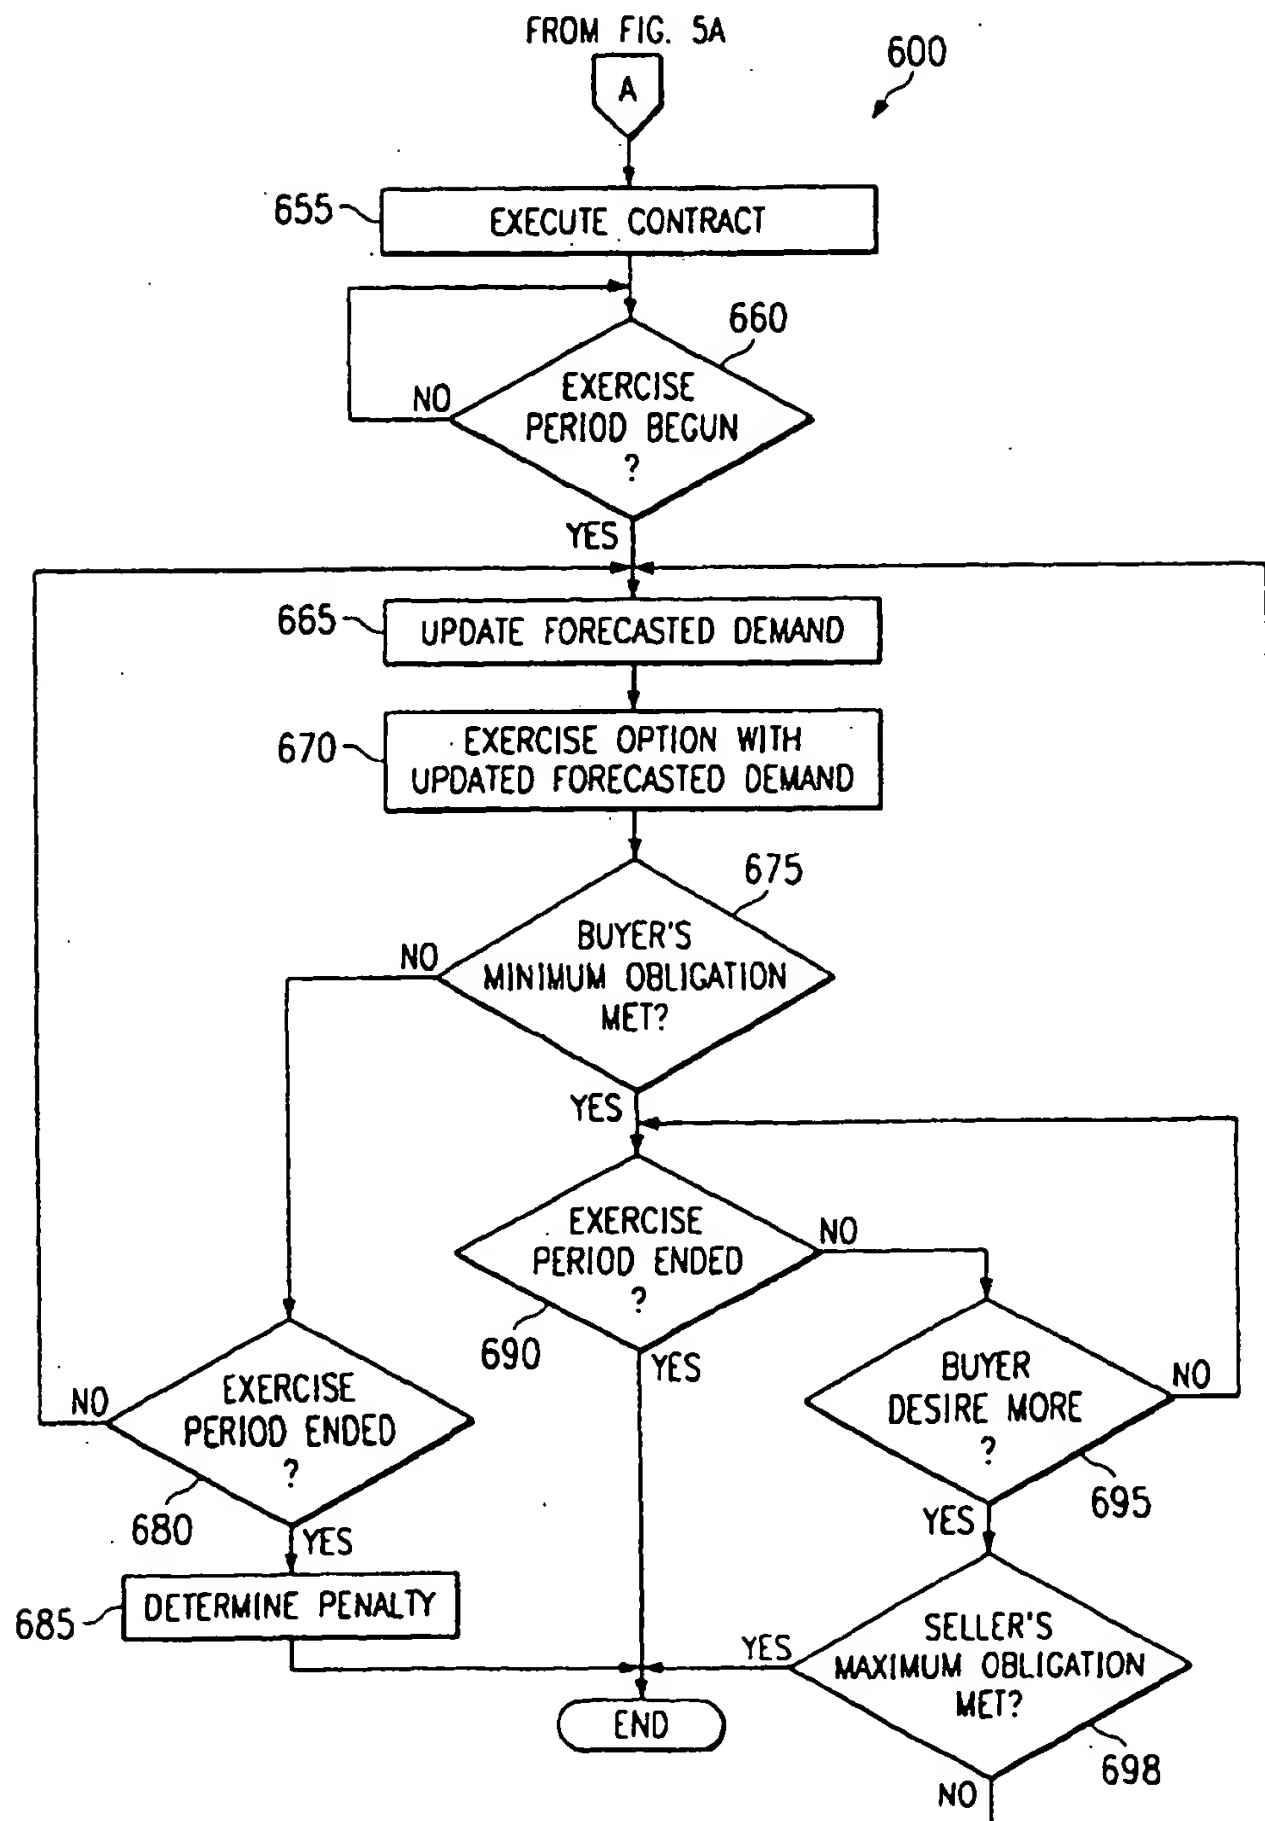 FROM FIG. 5A
A
600
655
EXECUTE CONTRACT
660
EXERCISE
PERIOD BEGUN
?
NO
YES
665
UPDATE FORECASTED DEMAND
670
EXERCISE OPTION WITH
UPDATED FORECASTED DEMAND
675
BUYER'S
MINIMUM OBLIGATION
MET?
NO
YES
EXERCISE
PERIOD ENDED
?
NO
690
YES
BUYER
DESIRE MORE
?
NO
695
YES
NO
EXERCISE
PERIOD ENDED
?
680
YES
685
DETERMINE PENALTY
SELLER'S
MAXIMUM OBLIGATION
MET?
YES
698
NO
END